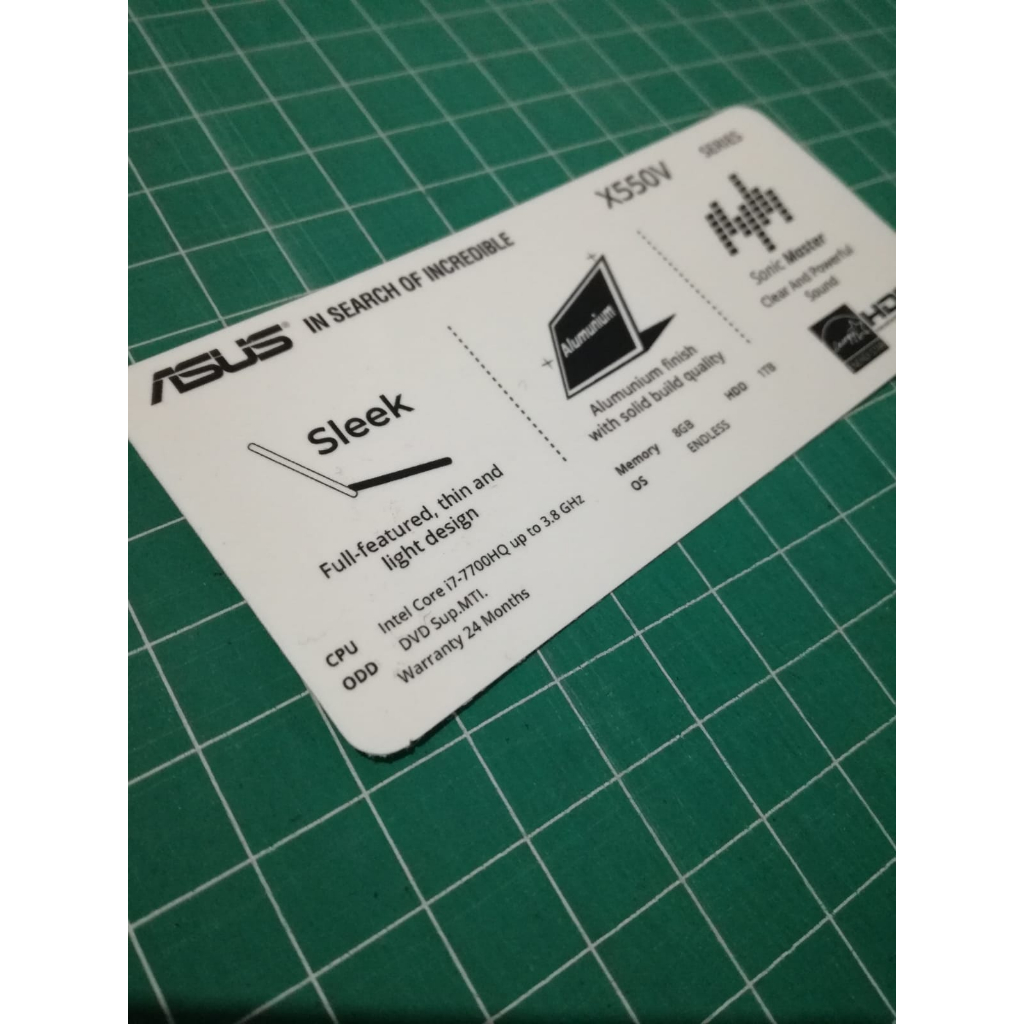 ASUS IN SEARCH OF INCREDIBLE
X550V SERIES
Sleek
Full-featured, thin and
light design
Alumunium
Alumunium finish
with solid build quality
Sonic Master
Clear And Powerful
Sound
CPU Intel Core i7-7700HQ up to 3.8 GHz
ODD DVD Sup.MTI.
Warranty 24 Months
Memory 8GB HDD 1TB
OS ENDLESS